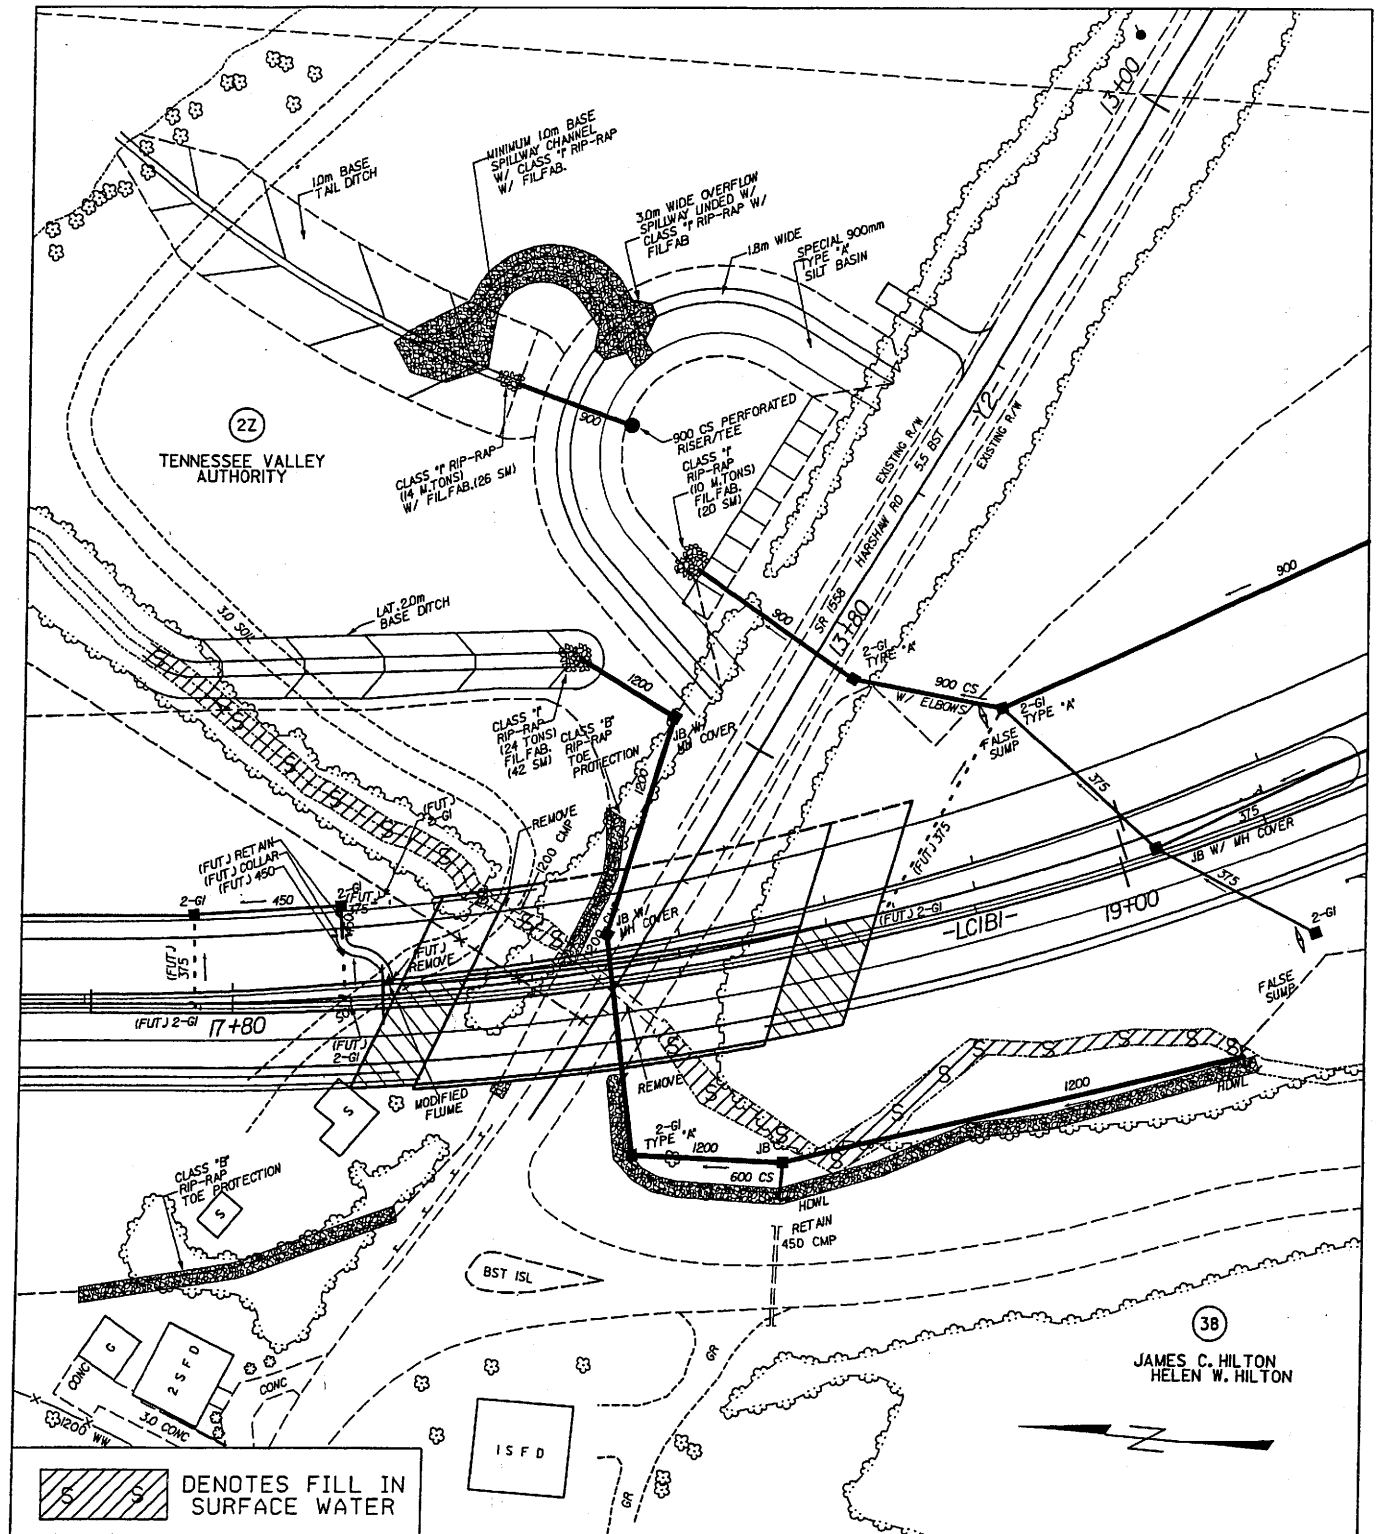 13+00
MINIMUM 1.0m BASE
SPILLWAY CHANNEL
W/ CLASS "I" RIP-RAP
W/ FIL.FAB.
1.0m BASE
TAIL DITCH
3.0m WIDE OVERFLOW
SPILLWAY LINDED W/
CLASS "I" RIP-RAP W/
FILFAB
1.8m WIDE
SPECIAL 900mm
TYPE "A"
SILT BASIN
2Z
TENNESSEE VALLEY
AUTHORITY
900
900 CS PERFORATED
RISER/TEE
CLASS "I"
RIP-RAP
(10 M.TONS)
FIL.FAB.
(20 SM)
CLASS "I" RIP-RAP
(14 M.TONS)
W/ FIL.FAB.(26 SM)
Y2
EXISTING R/W
5.5 BST
EXISTING R/W
HARSHAW RD
SR 1558
13+80
900
900
2-GI
TYPE "A"
900 CS
W/ ELBOWS
2-GI
TYPE "A"
FALSE
SUMP
3.0 SOIL
LAT. 2.0m
BASE DITCH
1200
CLASS "I"
RIP-RAP
(24 TONS)
FIL.FAB.
(42 SM)
CLASS "B"
RIP-RAP
TOE
PROTECTION
JB W/
MH COVER
1200
375
375
JB W/ MH COVER
375
2-GI
FALSE
SUMP
(FUT.) 375
(FUT.)
2-GI
REMOVE
1200 CMP
(FUT.) RETAIN
(FUT.) COLLAR
(FUT.) 450
2-GI
450
2-GI
(FUT.)
375
JB W/
MH COVER
(FUT.)
REMOVE
(FUT.) 2-GI
-LC1B1-
19+00
(FUT.)
375
(FUT.) 2-GI
17+80
(FUT.)
2-GI
S
MODIFIED
FLUME
REMOVE
2-GI
TYPE "A"
1200
JB
600 CS
1200
HDWL
HDWL
RETAIN
450 CMP
CLASS "B"
RIP-RAP
TOE PROTECTION
S
BST ISL
3B
JAMES C. HILTON
HELEN W. HILTON
G
2 S F D
CONC
CONC
3.0 CONC
1200 WW
1 S F D
GR
GR
N
S S
DENOTES FILL IN
SURFACE WATER